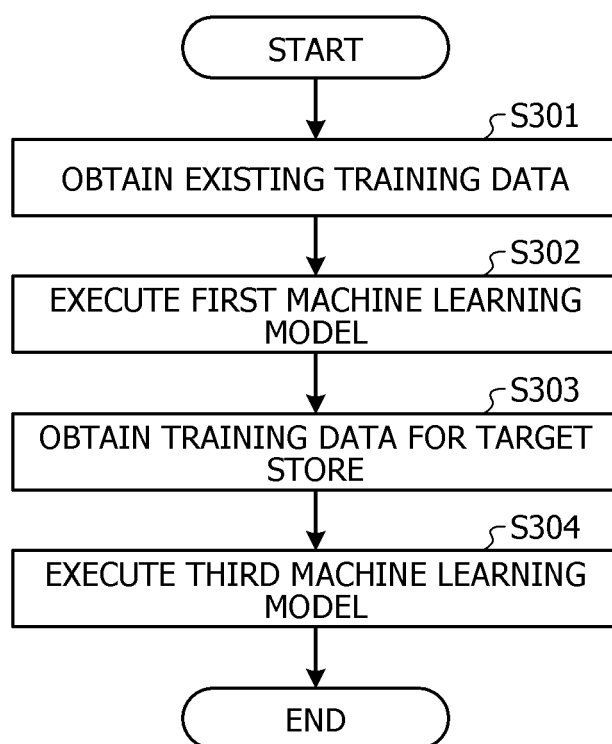 START
S301
OBTAIN EXISTING TRAINING DATA
S302
EXECUTE FIRST MACHINE LEARNING
MODEL
S303
OBTAIN TRAINING DATA FOR TARGET
STORE
S304
EXECUTE THIRD MACHINE LEARNING
MODEL
END